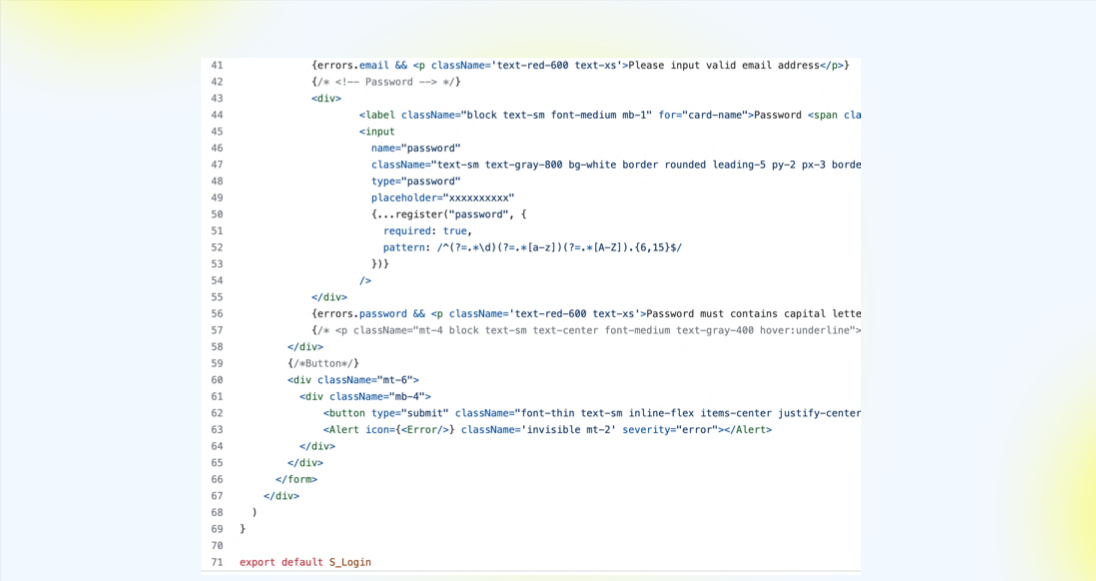 41 {errors.email && <p className='text-red-600 text-xs'>Please input valid email address</p>}
42 {/* <!-- Password --> */}
43 <div>
44 <label className="block text-sm font-medium mb-1" for="card-name">Password <span cla
45 <input
46 name="password"
47 className="text-sm text-gray-800 bg-white border rounded leading-5 py-2 px-3 borde
48 type="password"
49 placeholder="xxxxxxxxxx"
50 {...register("password", {
51 required: true,
52 pattern: /^(?=.*\d)(?=.*[a-z])(?=.*[A-Z]).{6,15}$/
53 })}
54 />
55 </div>
56 {errors.password && <p className='text-red-600 text-xs'>Password must contains capital lette
57 {/* <p className="mt-4 block text-sm text-center font-medium text-gray-400 hover:underline">
58 </div>
59 {/*Button*/}
60 <div className="mt-6">
61 <div className="mb-4">
62 <button type="submit" className="font-thin text-sm inline-flex items-center justify-center
63 <Alert icon={<Error/>} className='invisible mt-2' severity="error"></Alert>
64 </div>
65 </div>
66 </form>
67 </div>
68 )
69 }
70
71 export default S_Login